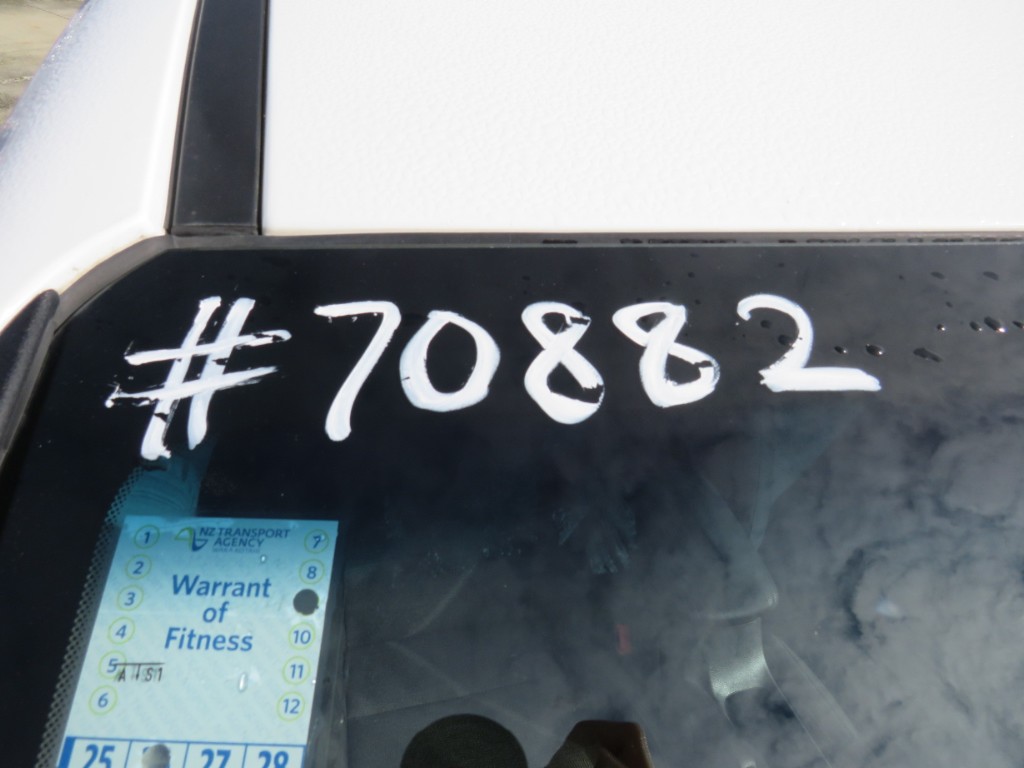 #70882
NZ TRANSPORT
AGENCY
1 7
2 8
3
4 10
5 11
6 12
Warrant
of
Fitness
25 27 28